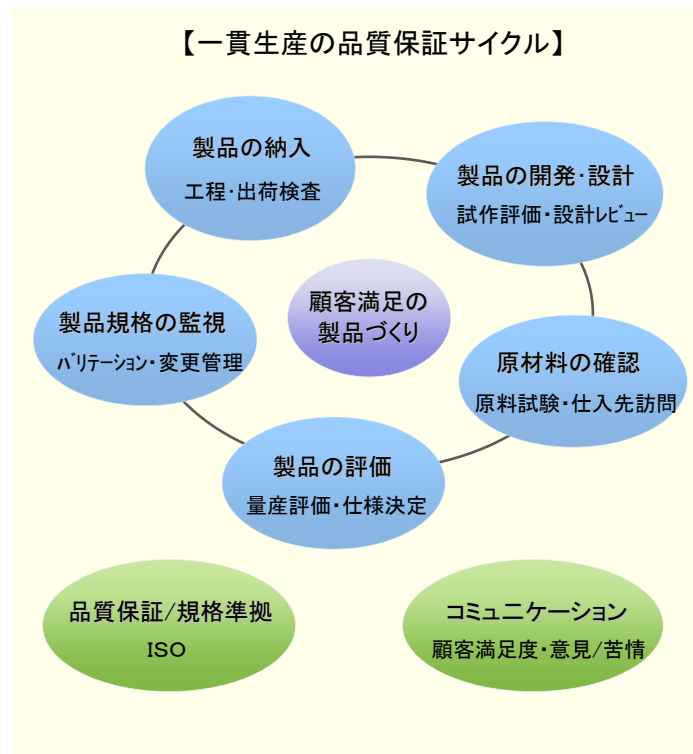 【一貫生産の品質保証サイクル】
製品の納入
工程・出荷検査
製品の開発・設計
試作評価・設計ﾚﾋﾞｭｰ
顧客満足の
製品づくり
製品規格の監視
ﾊﾞﾘﾃｰｼｮﾝ・変更管理
原材料の確認
原料試験・仕入先訪問
製品の評価
量産評価・仕様決定
品質保証/規格準拠
ISO
コミュニケーション
顧客満足度・意見/苦情